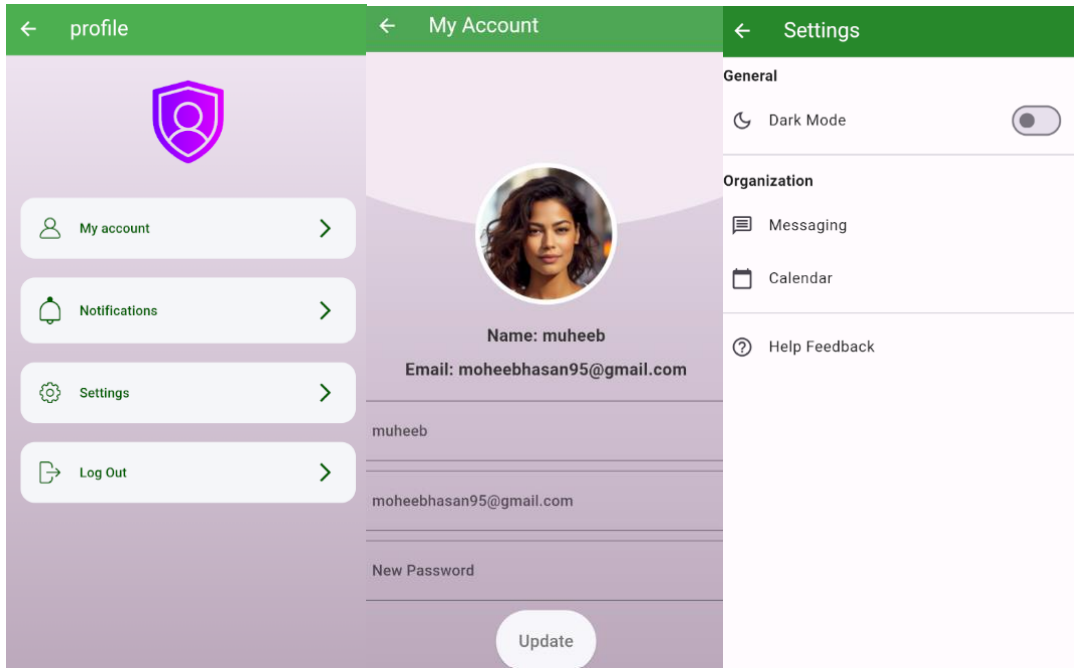 profile
My account
Notifications
Settings
Log Out
My Account
Name: muheeb
Email: moheebhasan95@gmail.com
muheeb
moheebhasan95@gmail.com
New Password
Update
Settings
General
Dark Mode
Organization
Messaging
Calendar
Help Feedback